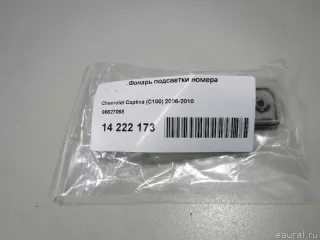 Фонарь подсветки номера
Chevrolet Captiva (C100) 2006-2010
96627068
14 222 173
eaural.ru